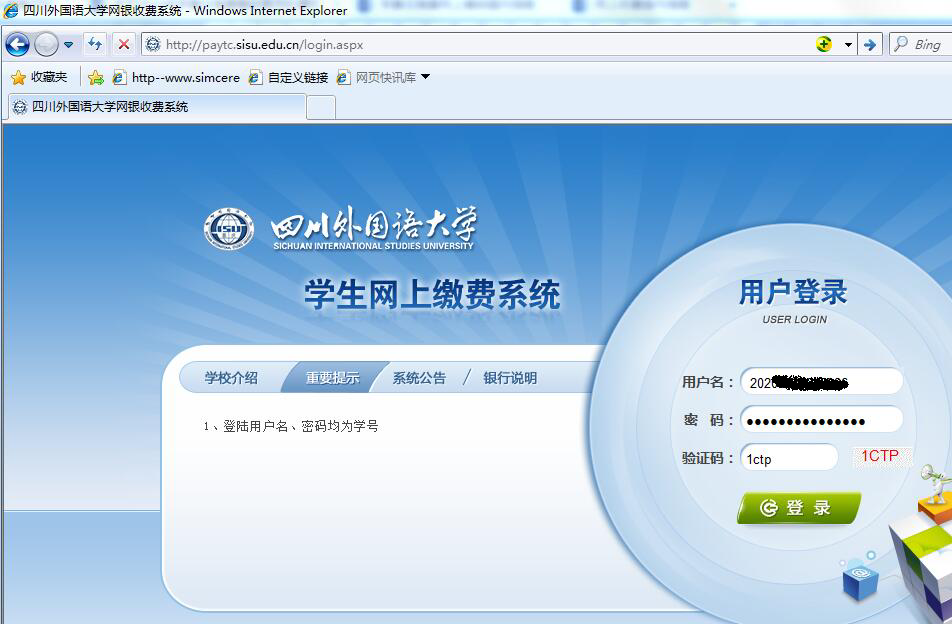 四川外国语大学网银收费系统 - Windows Internet Explorer
http://paytc.sisu.edu.cn/login.aspx
Bing
收藏夹
http--www.simcere
自定义链接
网页快讯库
四川外国语大学网银收费系统
SISU
四川外国语大学
SICHUAN INTERNATIONAL STUDIES UNIVERSITY
学生网上缴费系统
用户登录
USER LOGIN
学校介绍
重要提示
系统公告
/
银行说明
1、登陆用户名、密码均为学号
用户名：
202
密 码：
●●●●●●●●●●●●●●●
验证码：
1ctp
1CTP
登 录